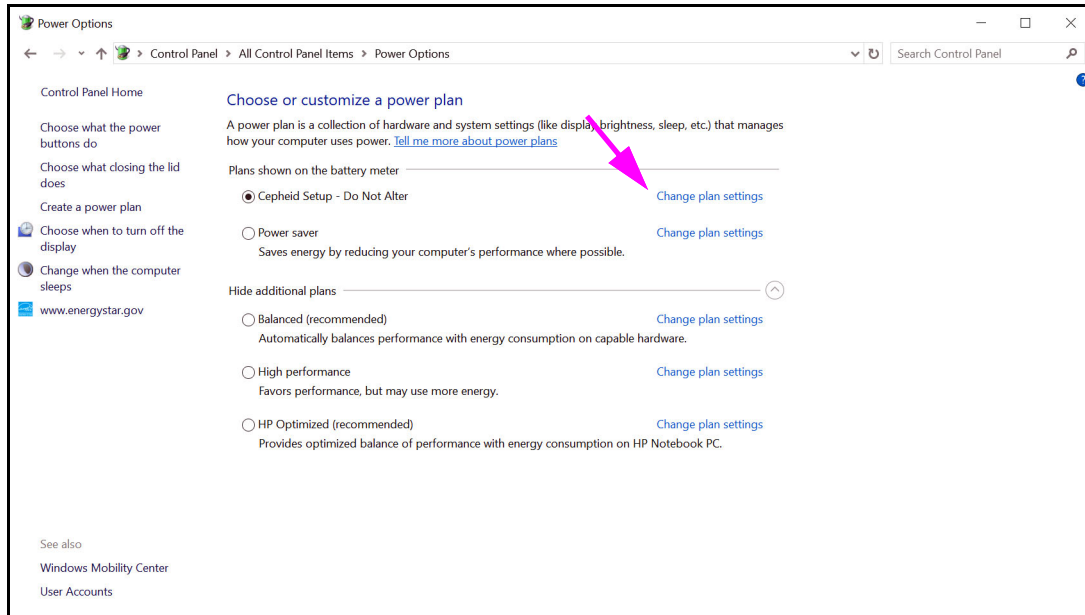 Power Options
Control Panel > All Control Panel Items > Power Options
Search Control Panel
?
Control Panel Home
Choose what the power
buttons do
Choose what closing the lid
does
Create a power plan
Choose when to turn off the
display
Change when the computer
sleeps
www.energystar.gov
Choose or customize a power plan
A power plan is a collection of hardware and system settings (like display brightness, sleep, etc.) that manages
how your computer uses power. Tell me more about power plans
Plans shown on the battery meter
Cepheid Setup - Do Not Alter Change plan settings
Power saver Change plan settings
Saves energy by reducing your computer's performance where possible.
Hide additional plans
Balanced (recommended) Change plan settings
Automatically balances performance with energy consumption on capable hardware.
High performance Change plan settings
Favors performance, but may use more energy.
HP Optimized (recommended) Change plan settings
Provides optimized balance of performance with energy consumption on HP Notebook PC.
See also
Windows Mobility Center
User Accounts